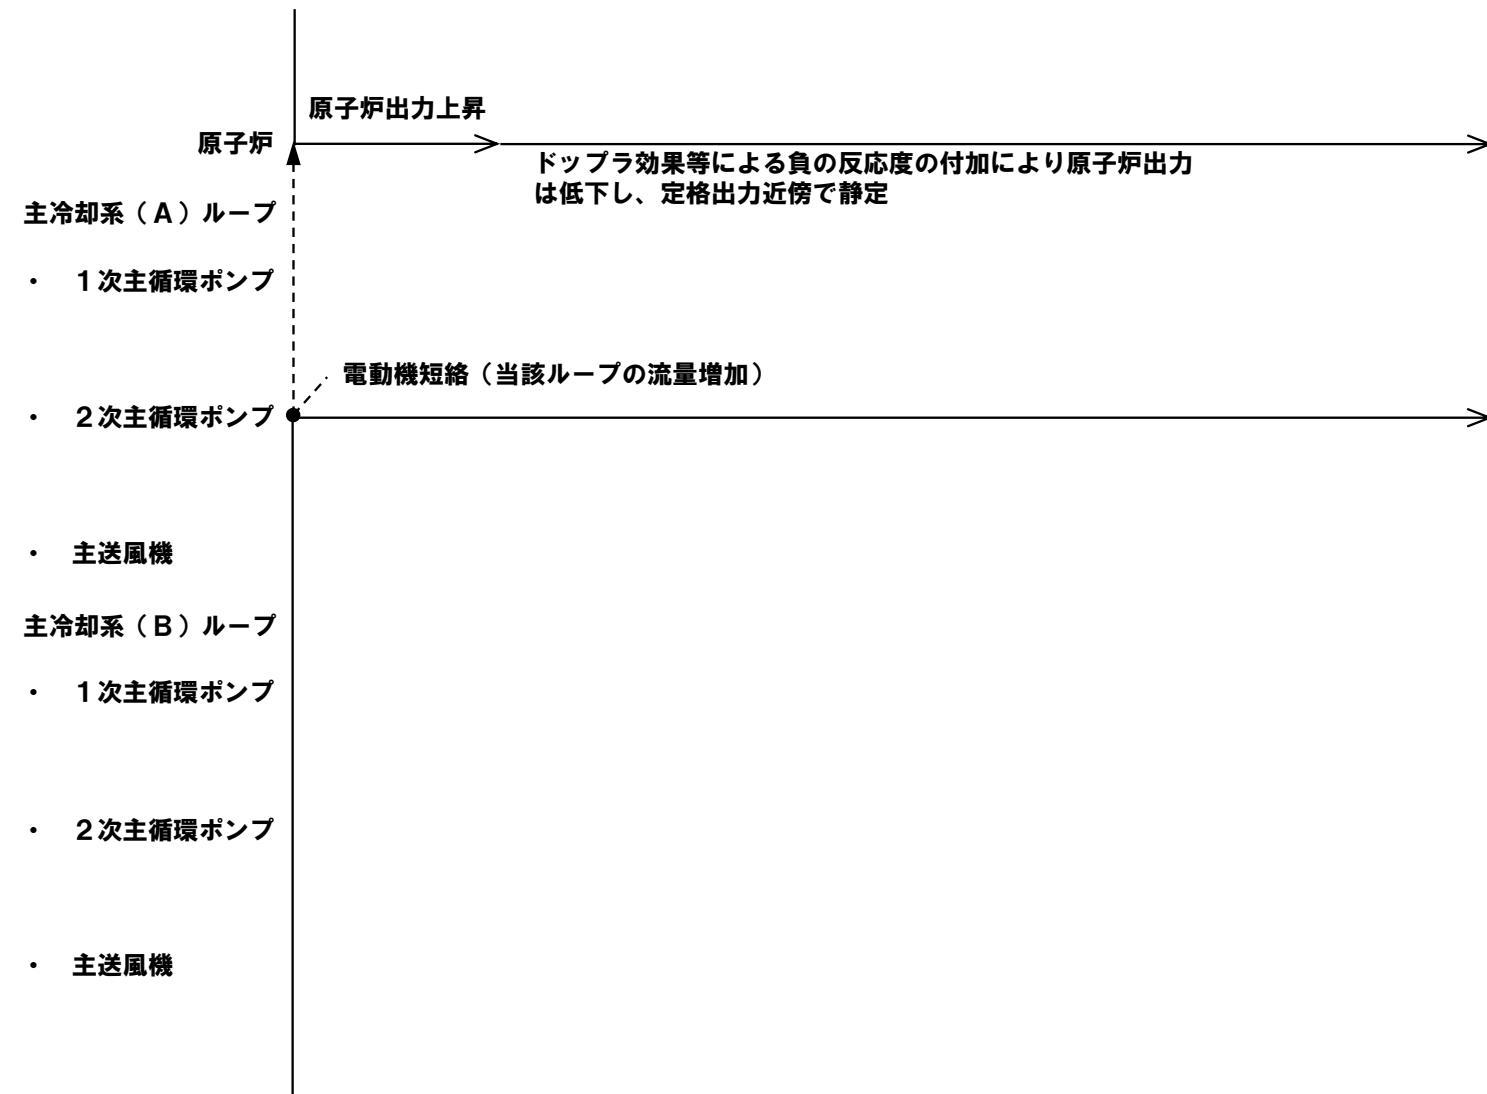 原子炉出力上昇
原子炉
ドップラ効果等による負の反応度の付加により原子炉出力
は低下し、定格出力近傍で静定
主冷却系（Ａ）ループ
・　１次主循環ポンプ
電動機短絡（当該ループの流量増加）
・　２次主循環ポンプ
・　主送風機
主冷却系（Ｂ）ループ
・　１次主循環ポンプ
・　２次主循環ポンプ
・　主送風機